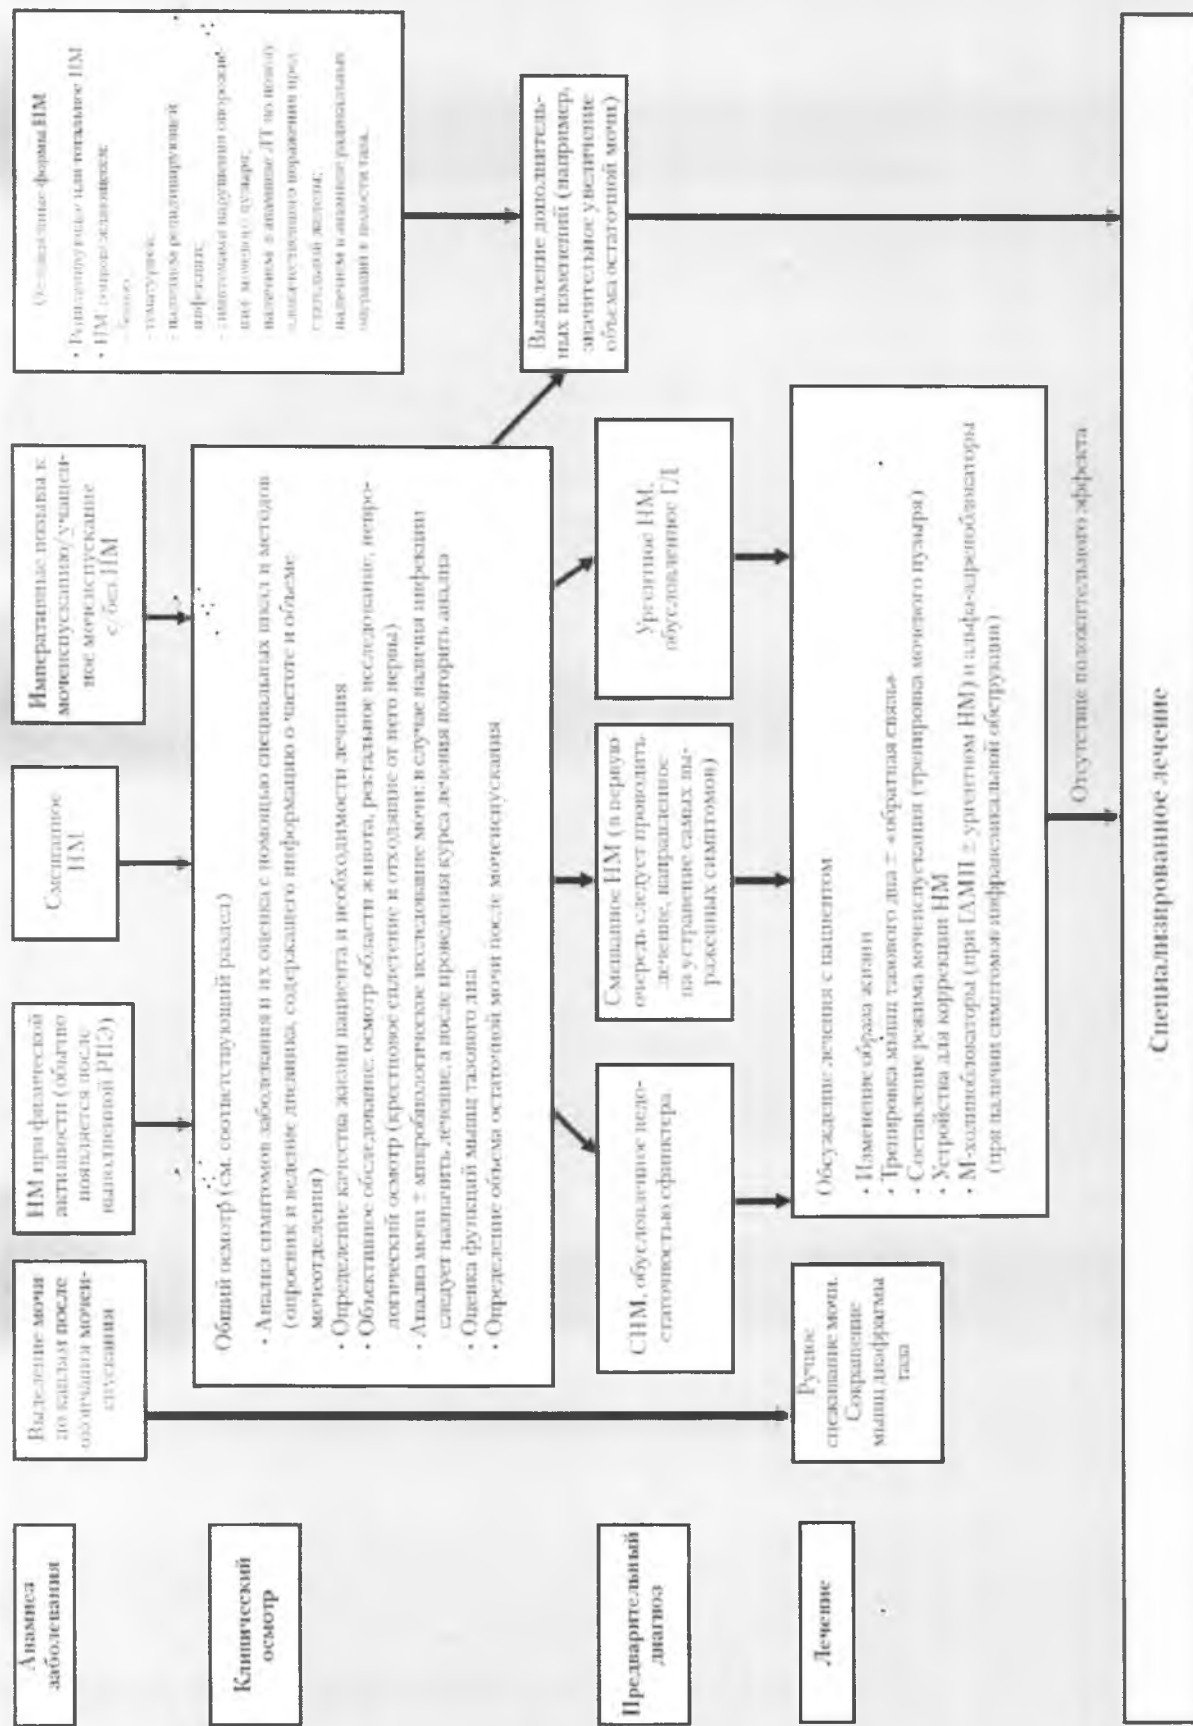 Анамнез
заболевания
Выделение мочи
по каплям после
окончания мочеи-
спускания
НМ при физической
активности (обычно
появляется после
выполненной РПЭ)
Смешанное
НМ
Императивные позывы к
мочеиспусканию/учащен-
ное мочеиспускание
с/без НМ
Осложненные формы НМ
• Рецидивирующее или тотальное НМ
• НМ, сопровождающееся:
- болью;
- гематурией;
- наличием рецидивирующей
инфекции;
- симптомами нарушения опорожне-
ния мочевого пузыря;
- наличием в анамнезе ЛТ по поводу
злокачественного поражения пред-
стательной железы;
- наличием в анамнезе радикальных
операций в полости таза.
Клинический
осмотр
Общий осмотр (см. соответствующий раздел)
• Анализ симптомов заболевания и их оценка с помощью специальных шкал и методов
(опросник и ведение дневника, содержащего информацию о частоте и объеме
мочеотделения)
• Определение качества жизни пациента и необходимости лечения
• Объективное обследование: осмотр области живота, ректальное исследование, невро-
логический осмотр (крестцовое сплетение и отходящие от него нервы)
• Анализ мочи ± микробиологическое исследование мочи; в случае наличия инфекции
следует назначить лечение, а после проведения курса лечения повторить анализ
• Оценка функций мышц тазового дна
• Определение объема остаточной мочи после мочеиспускания
Выявление дополнитель-
ных изменений (например,
значительное увеличение
объема остаточной мочи)
Предварительный
диагноз
СНМ, обусловленное недо-
статочностью сфинктера
Смешанное НМ (в первую
очередь следует проводить
лечение, направленное
на устранение самых вы-
раженных симптомов)
Ургентное НМ,
обусловленное ГД
Лечение
Ручное
сцеживание мочи.
Сокращение
мышц диафрагмы
таза
Обсуждение лечения с пациентом
• Изменение образа жизни
• Тренировка мышц тазового дна ± «обратная связь»
• Составление режима мочеиспускания (тренировка мочевого пузыря)
• Устройства для коррекции НМ
• М-холиноблокаторы (при ГАМП ± ургентном НМ) и альфа-адреноблокаторы
(при наличии симптомов инфравезикальной обструкции)
Отсутствие положительного эффекта
Специализированное лечение